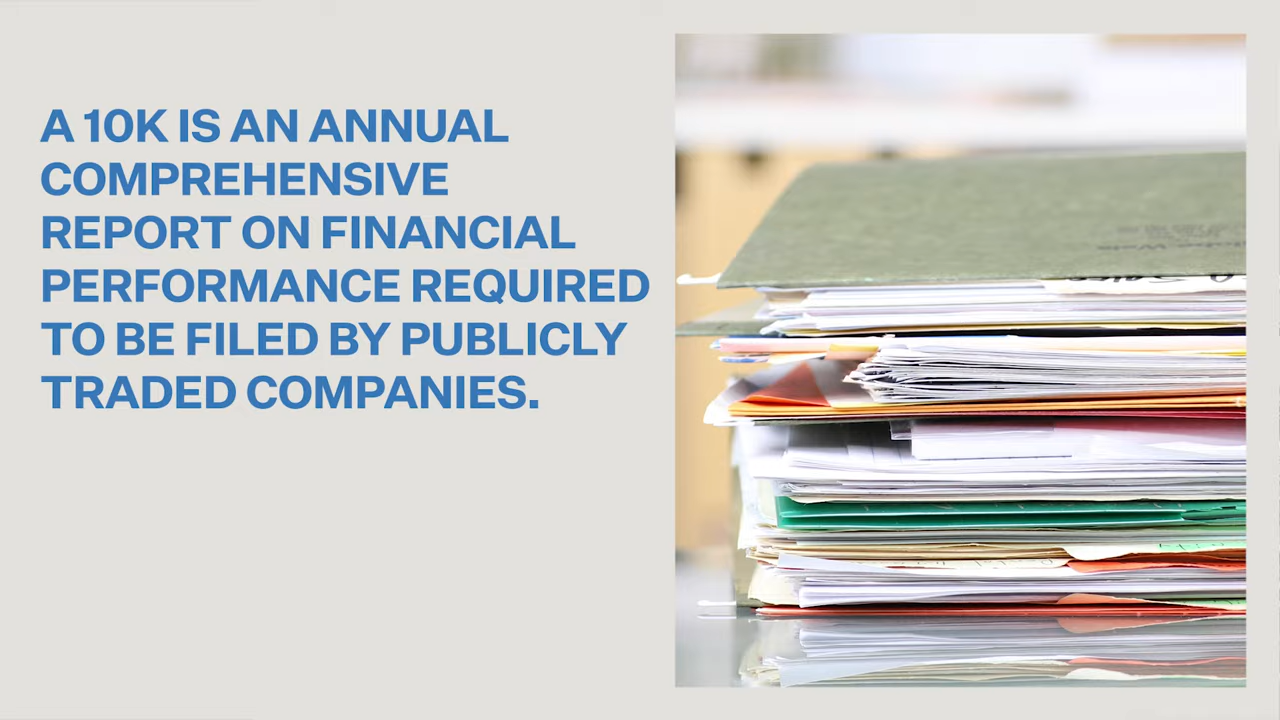 A 10K IS AN ANNUAL
COMPREHENSIVE
REPORT ON FINANCIAL
PERFORMANCE REQUIRED
TO BE FILED BY PUBLICLY
TRADED COMPANIES.